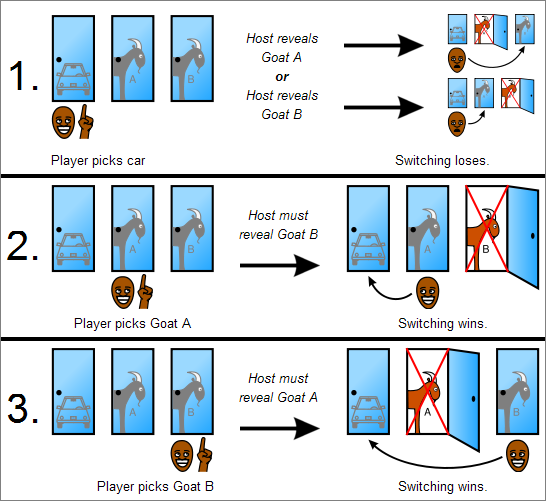 1.
A
B
Host reveals
Goat A
or
Host reveals
Goat B
Player picks car
Switching loses.
2.
A
B
Host must
reveal Goat B
A
B
Player picks Goat A
Switching wins.
3.
A
B
Host must
reveal Goat A
A
B
Player picks Goat B
Switching wins.